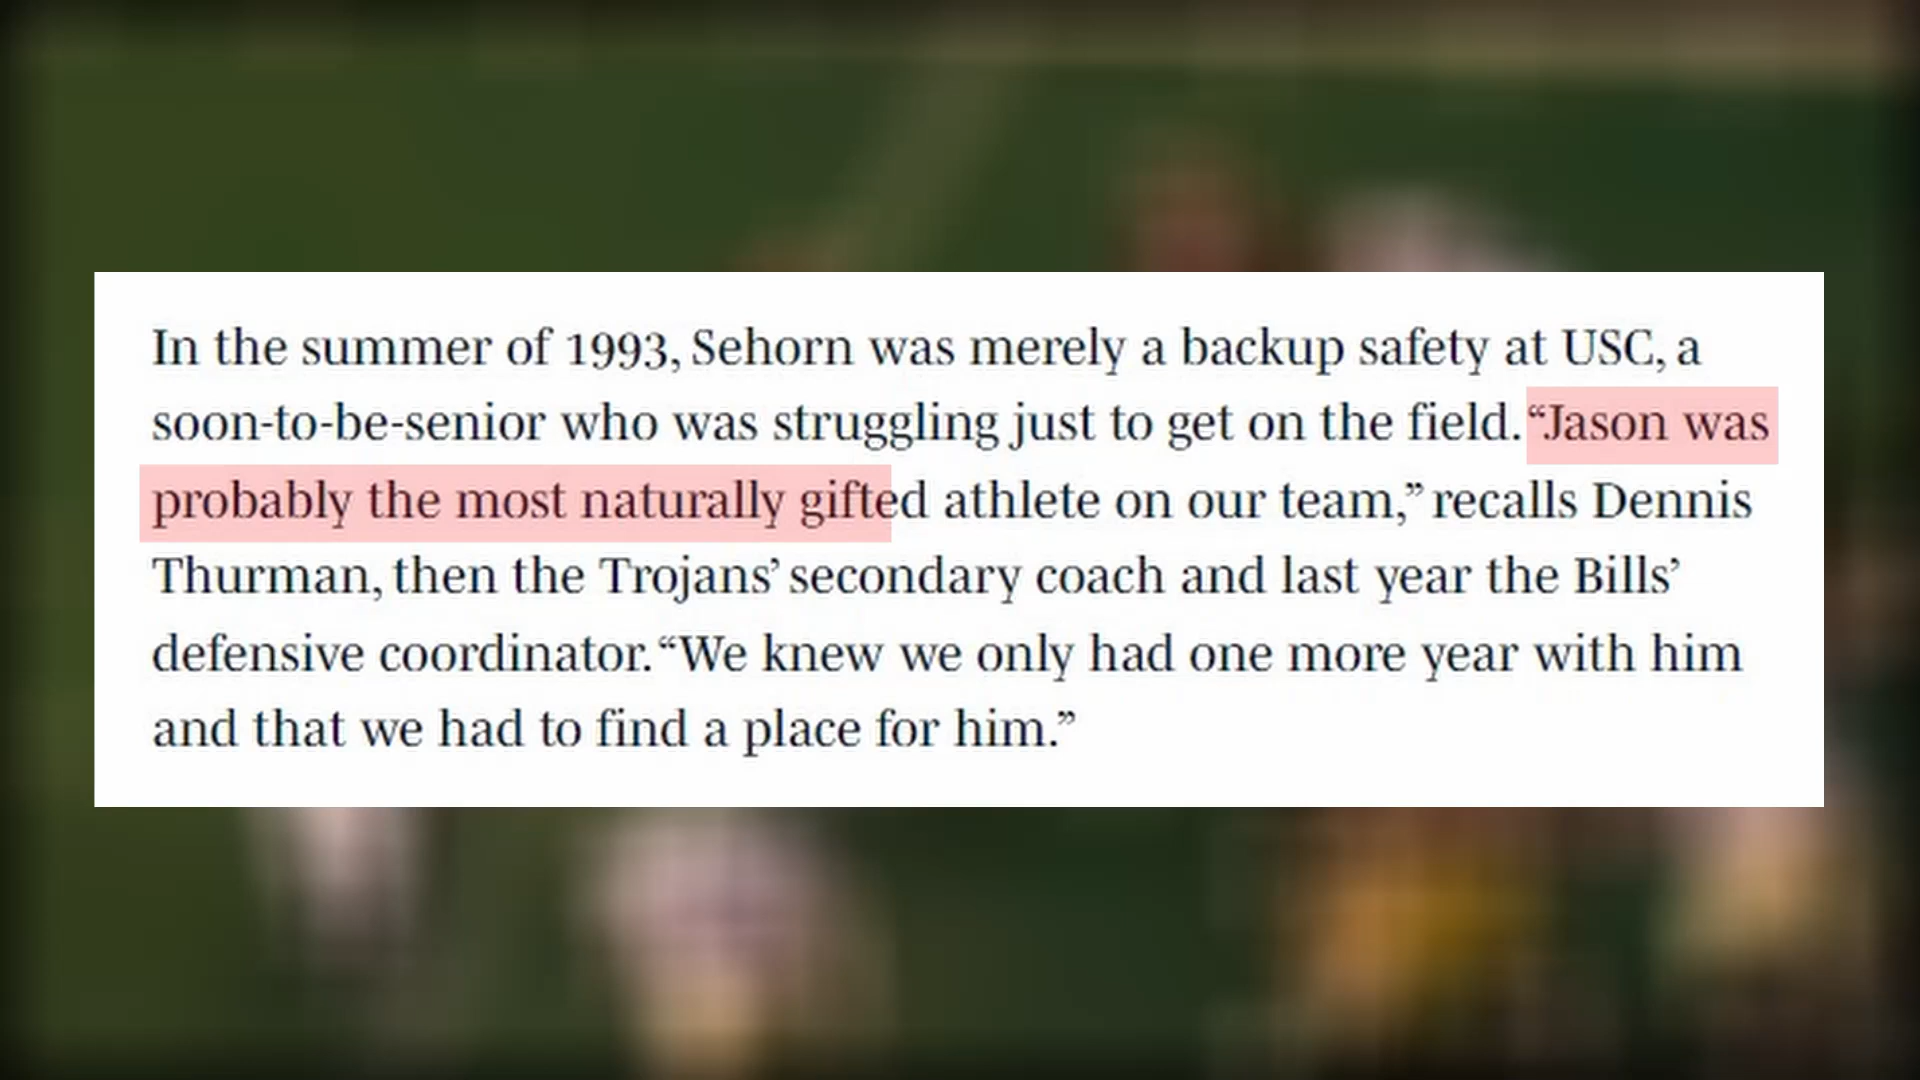 In the summer of 1993, Sehorn was merely a backup safety at USC, a
soon-to-be-senior who was struggling just to get on the field. “Jason was
probably the most naturally gifted athlete on our team,” recalls Dennis
Thurman, then the Trojans’ secondary coach and last year the Bills’
defensive coordinator. “We knew we only had one more year with him
and that we had to find a place for him.”